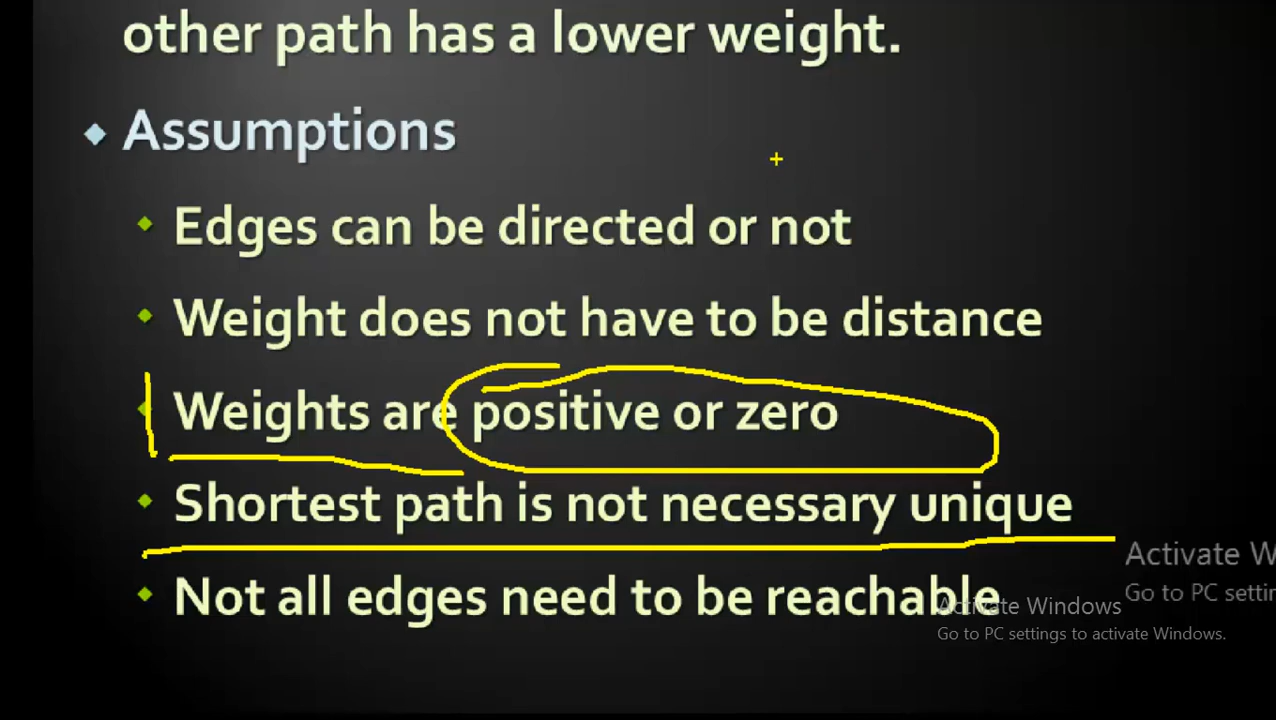 other path has a lower weight.
Assumptions
Edges can be directed or not
Weight does not have to be distance
Weights are positive or zero
Shortest path is not necessary unique
Not all edges need to be reachable
Activate W
Go to PC settin
Activate Windows
Go to PC settings to activate Windows.